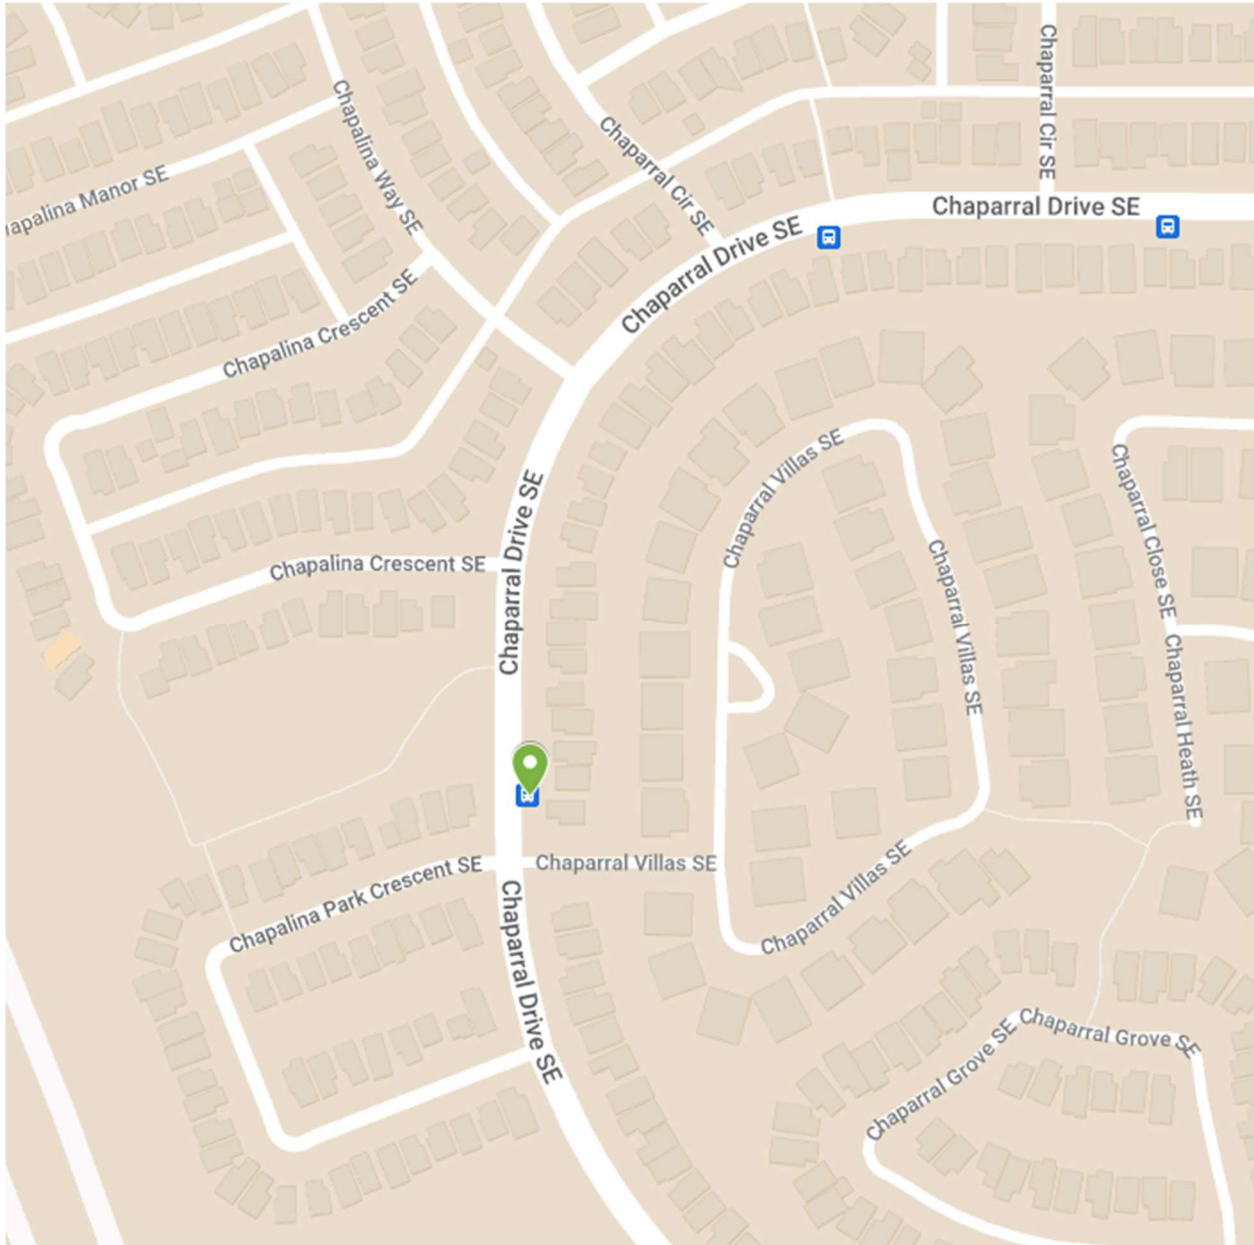 Chaparral Cir SE
Chapalina Way SE
Chaparral Cir SE
apalina Manor SE
Chaparral Drive SE
Chaparral Drive SE
Chapalina Crescent SE
Chaparral Villas SE
Chaparral Close SE
Chaparral Drive SE
Chapalina Crescent SE
Chaparral Villas SE
Chaparral Heath SE
Chapalina Park Crescent SE
Chaparral Villas SE
Chaparral Villas SE
Chaparral Drive SE
Chaparral Grove SE
Chaparral Grove SE